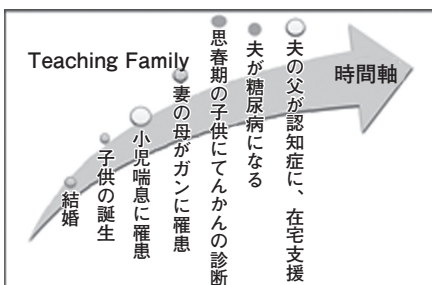 Teaching Family
時間軸
結婚
子供の誕生
小児喘息に罹患
妻の母がガンに罹患
思春期の子供にてんかんの診断
夫が糖尿病になる
夫の父が認知症に、在宅支援